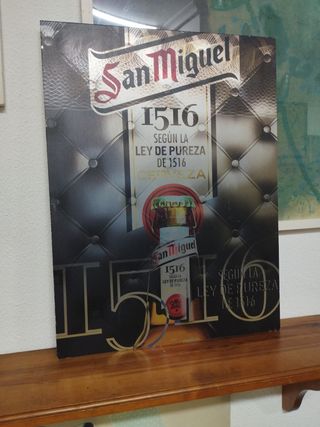 San Miguel
1516
SEGÚN LA
LEY DE PUREZA
DE 1516
CERVEZA
San Miguel
1516
SEGÚN LA
LEY DE PUREZA
DE 1516
1516
SEGÚN LA
LEY DE PUREZA
DE 1516